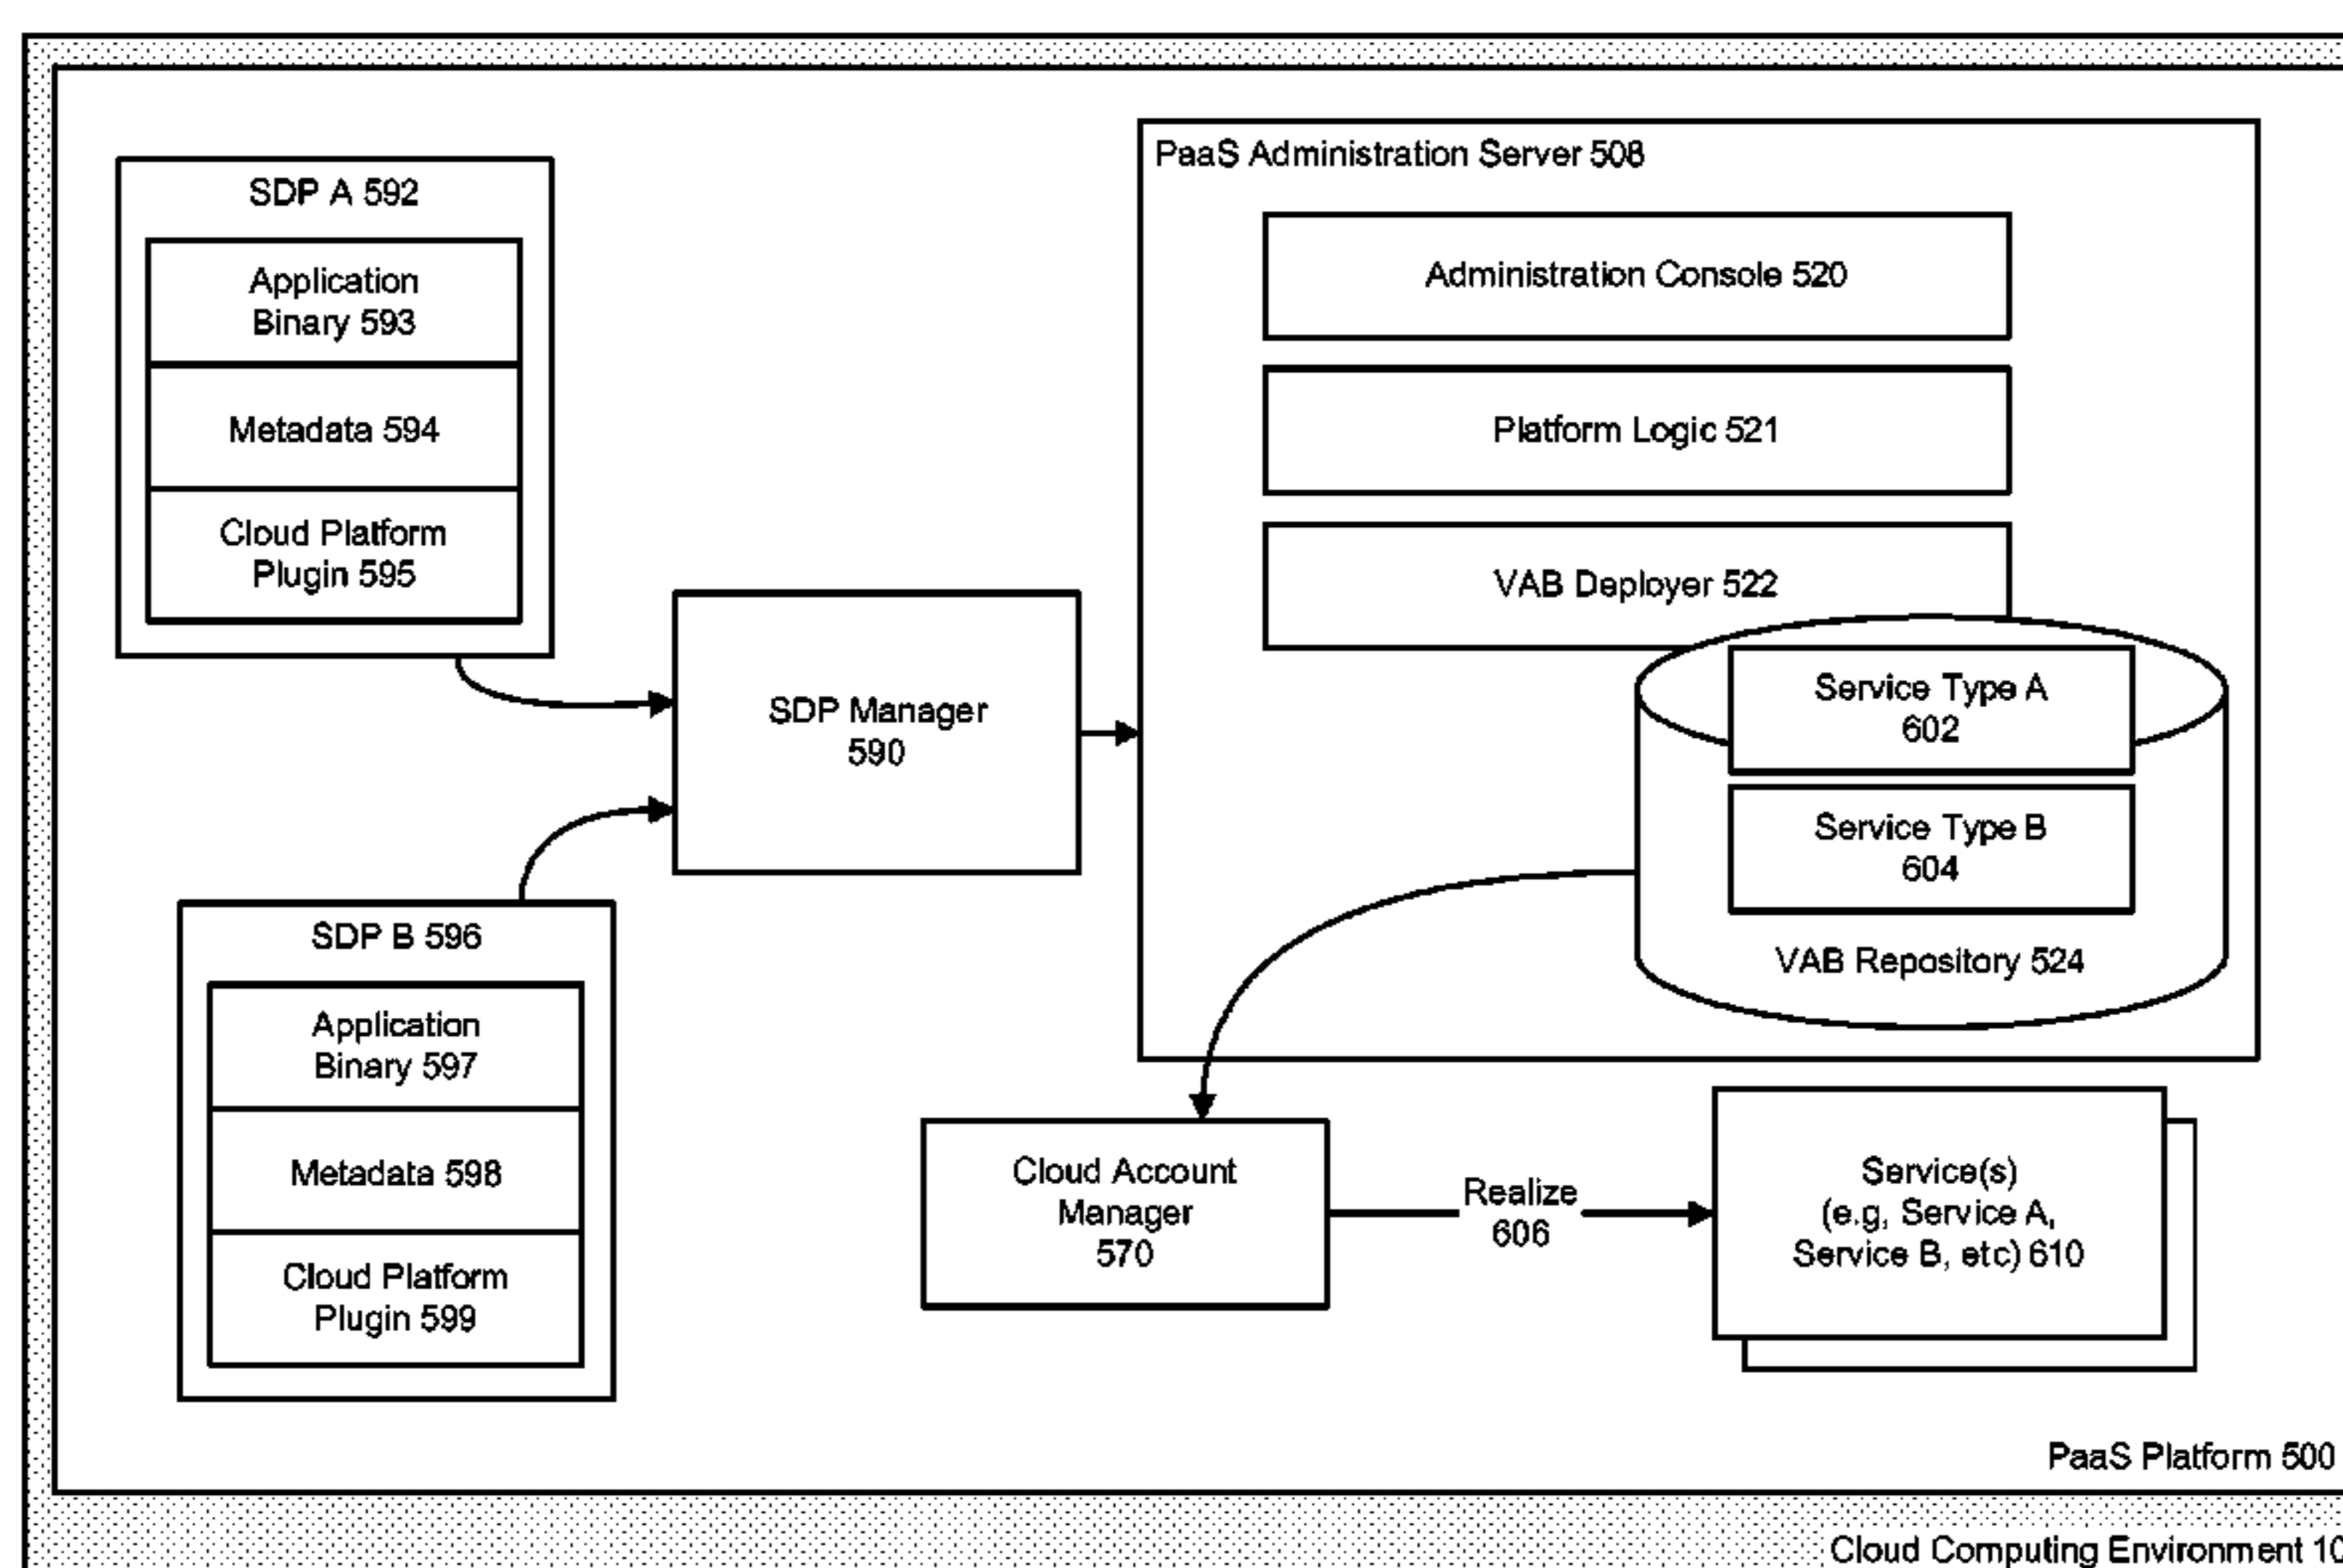 PaaS Administration Server 508
SDP A 592
Application
Binary 593
Metadata 594
Cloud Platform
Plugin 595
Administration Console 520
Platform Logic 521
VAB Deployer 522
SDP Manager
590
Service Type A
602
Service Type B
604
VAB Repository 524
SDP B 596
Application
Binary 597
Metadata 598
Cloud Platform
Plugin 599
Cloud Account
Manager
570
Realize
606
Service(s)
(e.g, Service A,
Service B, etc) 610
PaaS Platform 500
Cloud Computing Environment